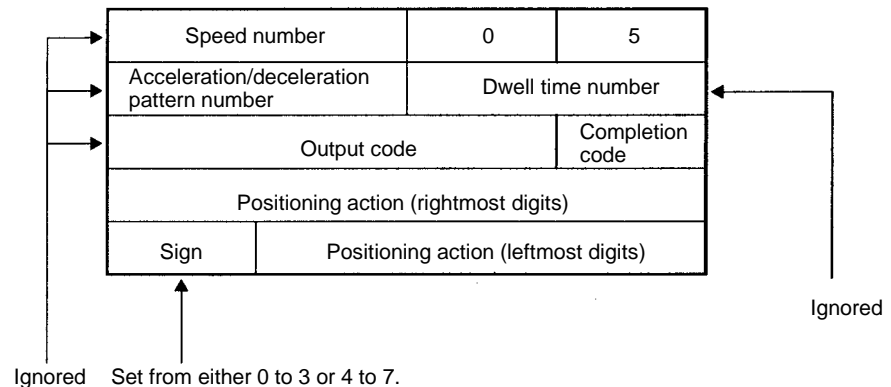 Speed number 0 5
Acceleration/deceleration
pattern number
Dwell time number
Output code
Completion
code
Positioning action (rightmost digits)
Sign Positioning action (leftmost digits)
Ignored
Ignored Set from either 0 to 3 or 4 to 7.